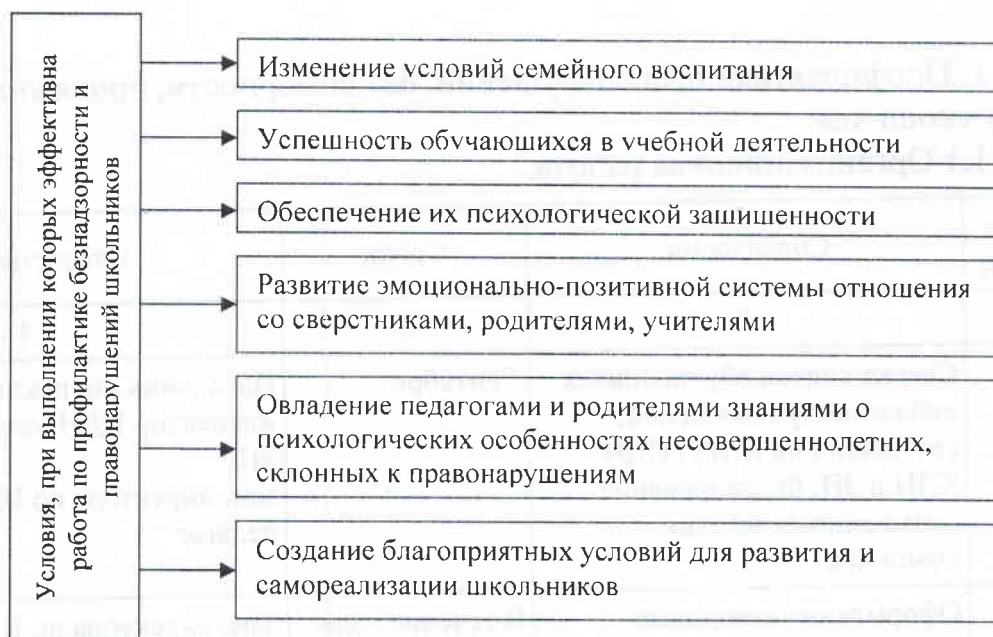 Условия, при выполнении которых эффективна
работа по профилактике безнадзорности и
правонарушений школьников
Изменение условий семейного воспитания
Успешность обучающихся в учебной деятельности
Обеспечение их психологической защищенности
Развитие эмоционально-позитивной системы отношения
со сверстниками, родителями, учителями
Овладение педагогами и родителями знаниями о
психологических особенностях несовершеннолетних,
склонных к правонарушениям
Создание благоприятных условий для развития и
самореализации школьников